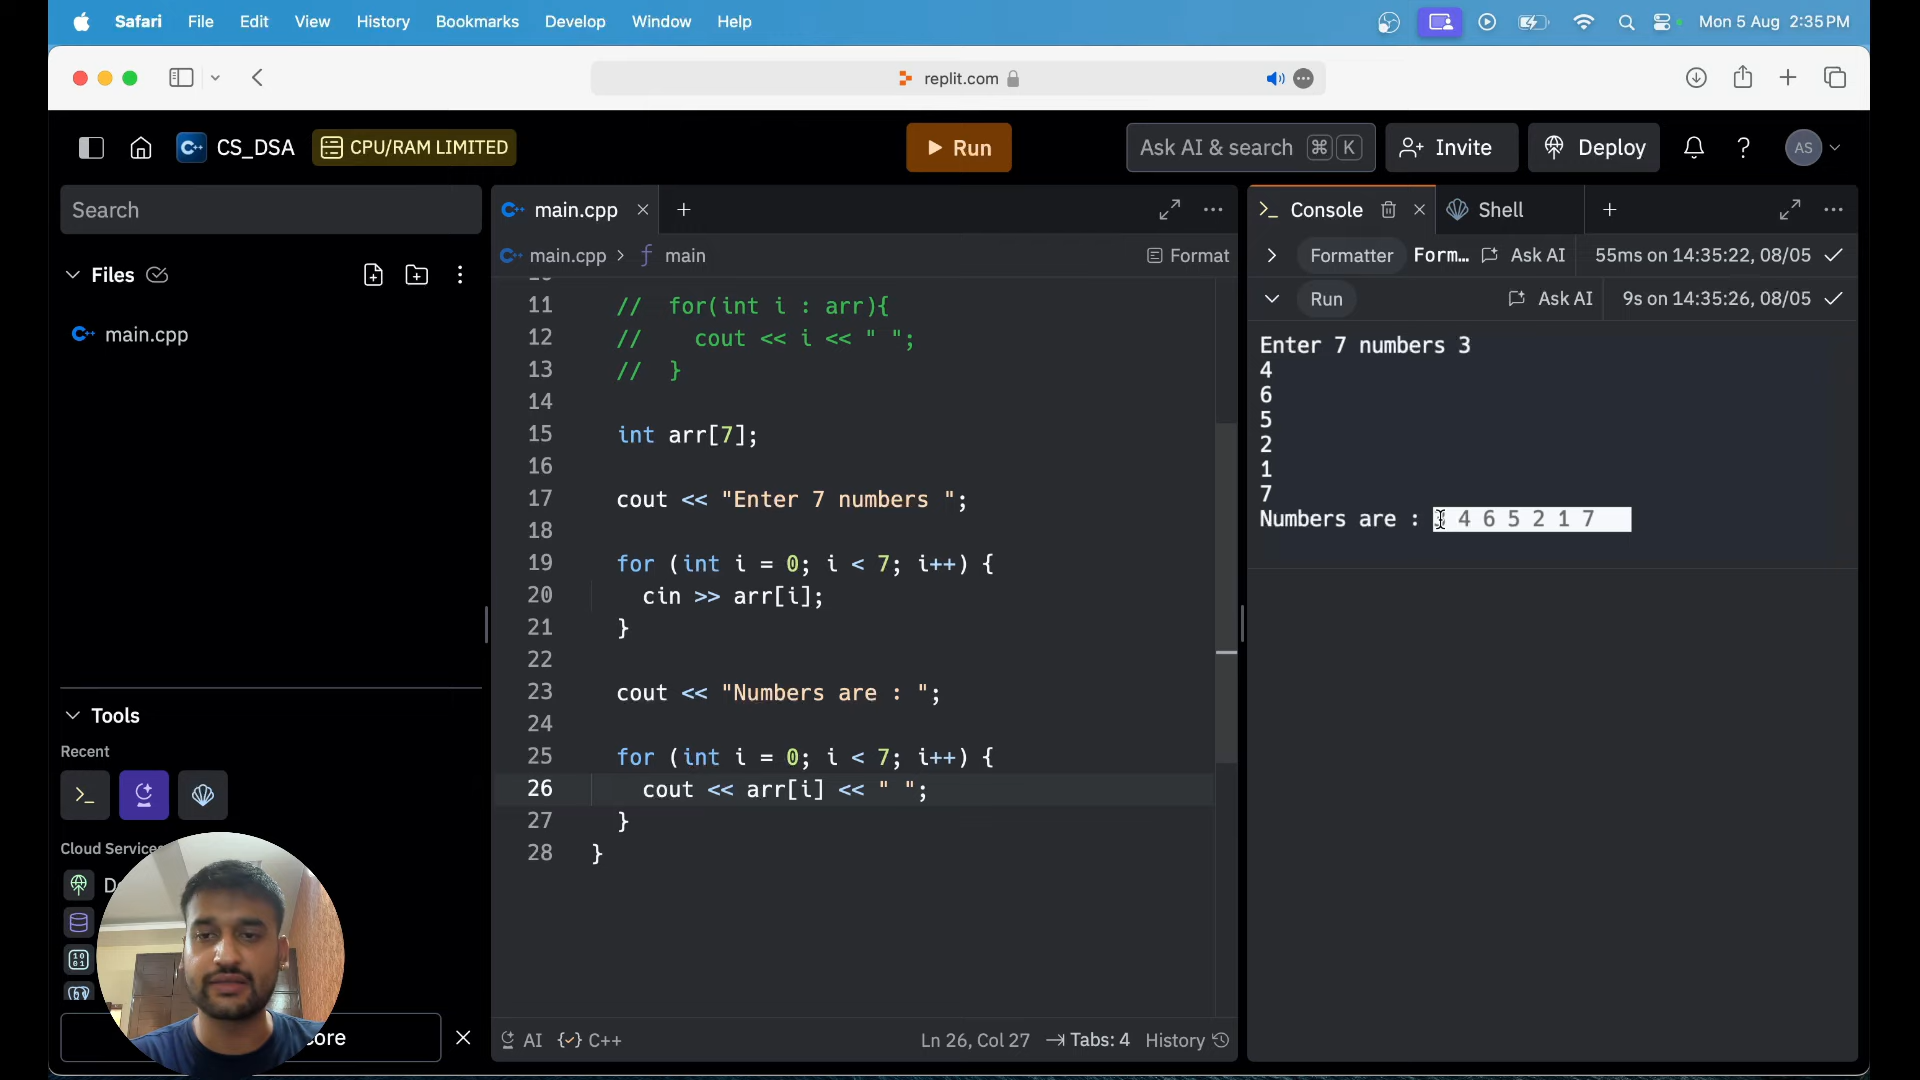 Safari File Edit View History Bookmarks Develop Window Help Mon 5 Aug 2:35 PM
replit.com
CS_DSA CPU/RAM LIMITED Run Ask AI & search ⌘ K Invite Deploy ? AS
Search
Files
main.cpp
Tools
Recent
Cloud Service
core
main.cpp
main.cpp > main Format
11 // for(int i : arr){
12 // cout << i << " ";
13 // }
14
15 int arr[7];
16
17 cout << "Enter 7 numbers ";
18
19 for (int i = 0; i < 7; i++) {
20 cin >> arr[i];
21 }
22
23 cout << "Numbers are : ";
24
25 for (int i = 0; i < 7; i++) {
26 cout << arr[i] << " ";
27 }
28 }
AI C++ Ln 26, Col 27 Tabs: 4 History
Console Shell
Formatter Form... Ask AI 55ms on 14:35:22, 08/05
Run Ask AI 9s on 14:35:26, 08/05
Enter 7 numbers 3
4
6
5
2
1
7
Numbers are : 3 4 6 5 2 1 7